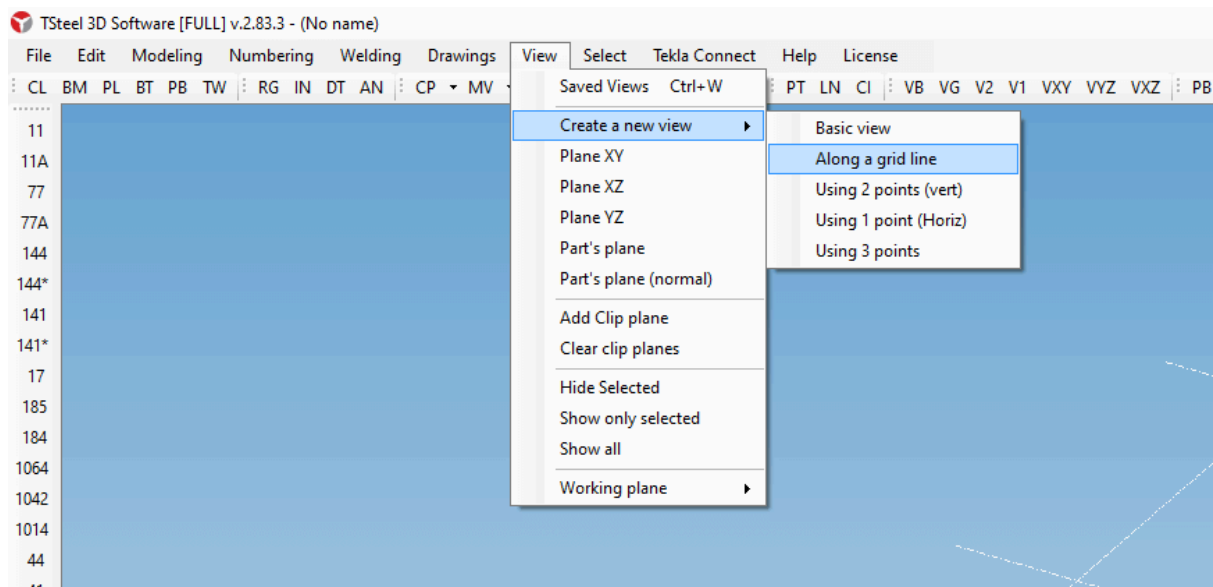 TSteel 3D Software [FULL] v.2.83.3 - (No name)
File Edit Modeling Numbering Welding Drawings View Select Tekla Connect Help License
CL BM PL BT PB TW RG IN DT AN CP MV PT LN CI VB VG V2 V1 VXY VYZ VXZ PB
Saved Views Ctrl+W
Create a new view
Plane XY
Plane XZ
Plane YZ
Part's plane
Part's plane (normal)
Add Clip plane
Clear clip planes
Hide Selected
Show only selected
Show all
Working plane
Basic view
Along a grid line
Using 2 points (vert)
Using 1 point (Horiz)
Using 3 points
11
11A
77
77A
144
144*
141
141*
17
185
184
1064
1042
1014
44